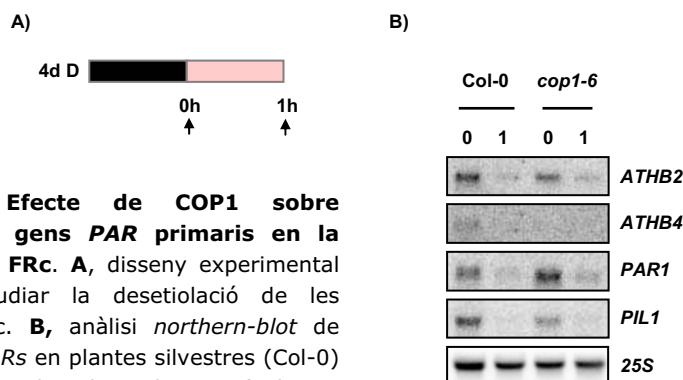 A)
4d D
0h
1h
Efecte de COP1 sobre
gens PAR primaris en la
FRc. A, disseny experimental
udiar la desetiolació de les
c. B, anàlisi northern-blot de
Rs en plantes silvestres (Col-0)
B)
Col-0 cop1-6
0 1 0 1
ATHB2
ATHB4
PAR1
PIL1
25S